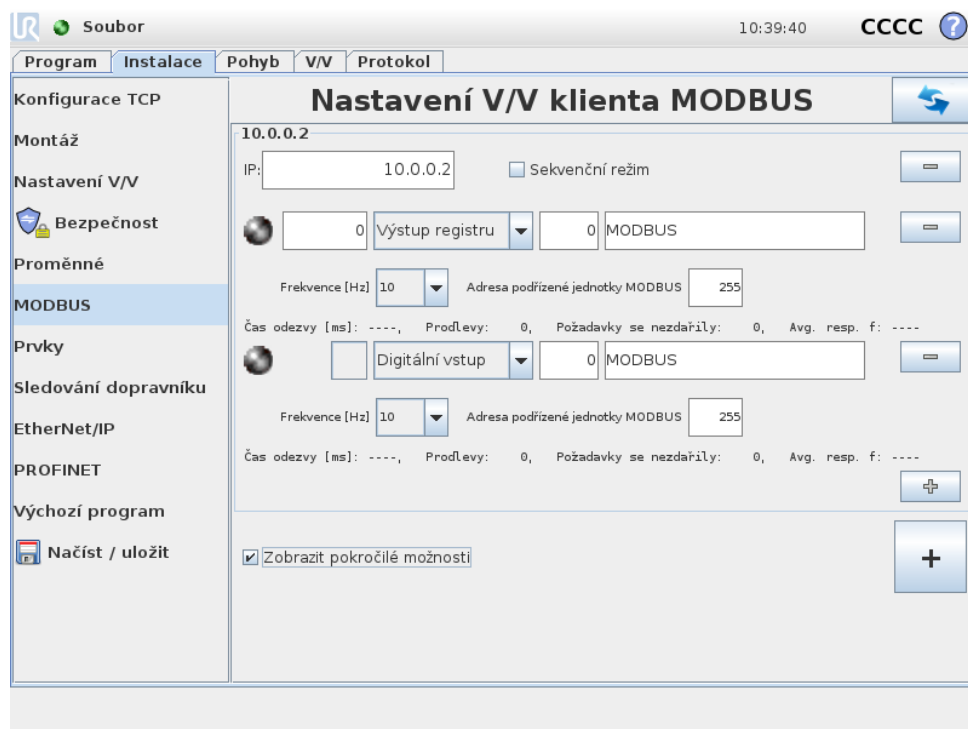 UR Soubor 10:39:40 CCCC ?
Program Instalace Pohyb V/V Protokol
Konfigurace TCP
Montáž
Nastavení V/V
Bezpečnost
Proměnné
MODBUS
Prvky
Sledování dopravníku
EtherNet/IP
PROFINET
Výchozí program
Načíst / uložit
Nastavení V/V klienta MODBUS
10.0.0.2
IP: 10.0.0.2 Sekvenční režim
0 Výstup registru 0 MODBUS
Frekvence [Hz] 10 Adresa podřízené jednotky MODBUS 255
Čas odezvy [ms]: ----, Prodlevy: 0, Požadavky se nezdařily: 0, Avg. resp. f: ----
Digitální vstup 0 MODBUS
Frekvence [Hz] 10 Adresa podřízené jednotky MODBUS 255
Čas odezvy [ms]: ----, Prodlevy: 0, Požadavky se nezdařily: 0, Avg. resp. f: ----
Zobrazit pokročilé možnosti